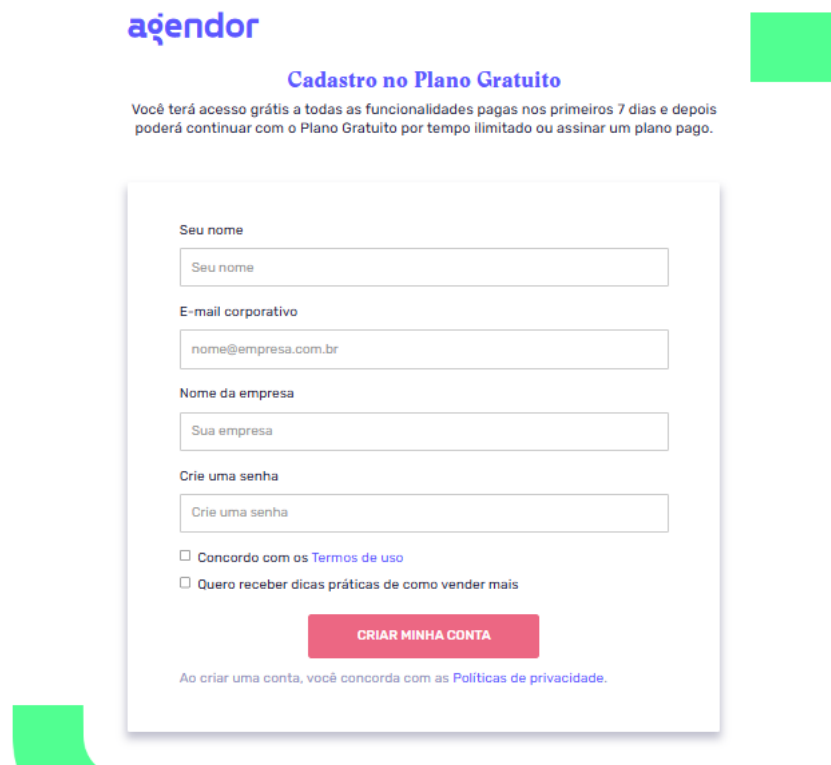 agendor
Cadastro no Plano Gratuito
Você terá acesso grátis a todas as funcionalidades pagas nos primeiros 7 dias e depois
poderá continuar com o Plano Gratuito por tempo ilimitado ou assinar um plano pago.
Seu nome
Seu nome
E-mail corporativo
nome@empresa.com.br
Nome da empresa
Sua empresa
Crie uma senha
Crie uma senha
Concordo com os Termos de uso
Quero receber dicas práticas de como vender mais
CRIAR MINHA CONTA
Ao criar uma conta, você concorda com as Políticas de privacidade.